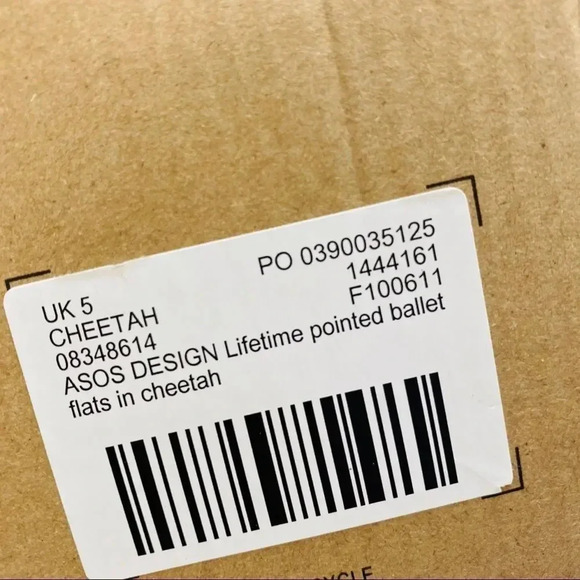 UK 5
CHEETAH
08348614
PO 0390035125
1444161
F100611
ASOS DESIGN Lifetime pointed ballet
flats in cheetah